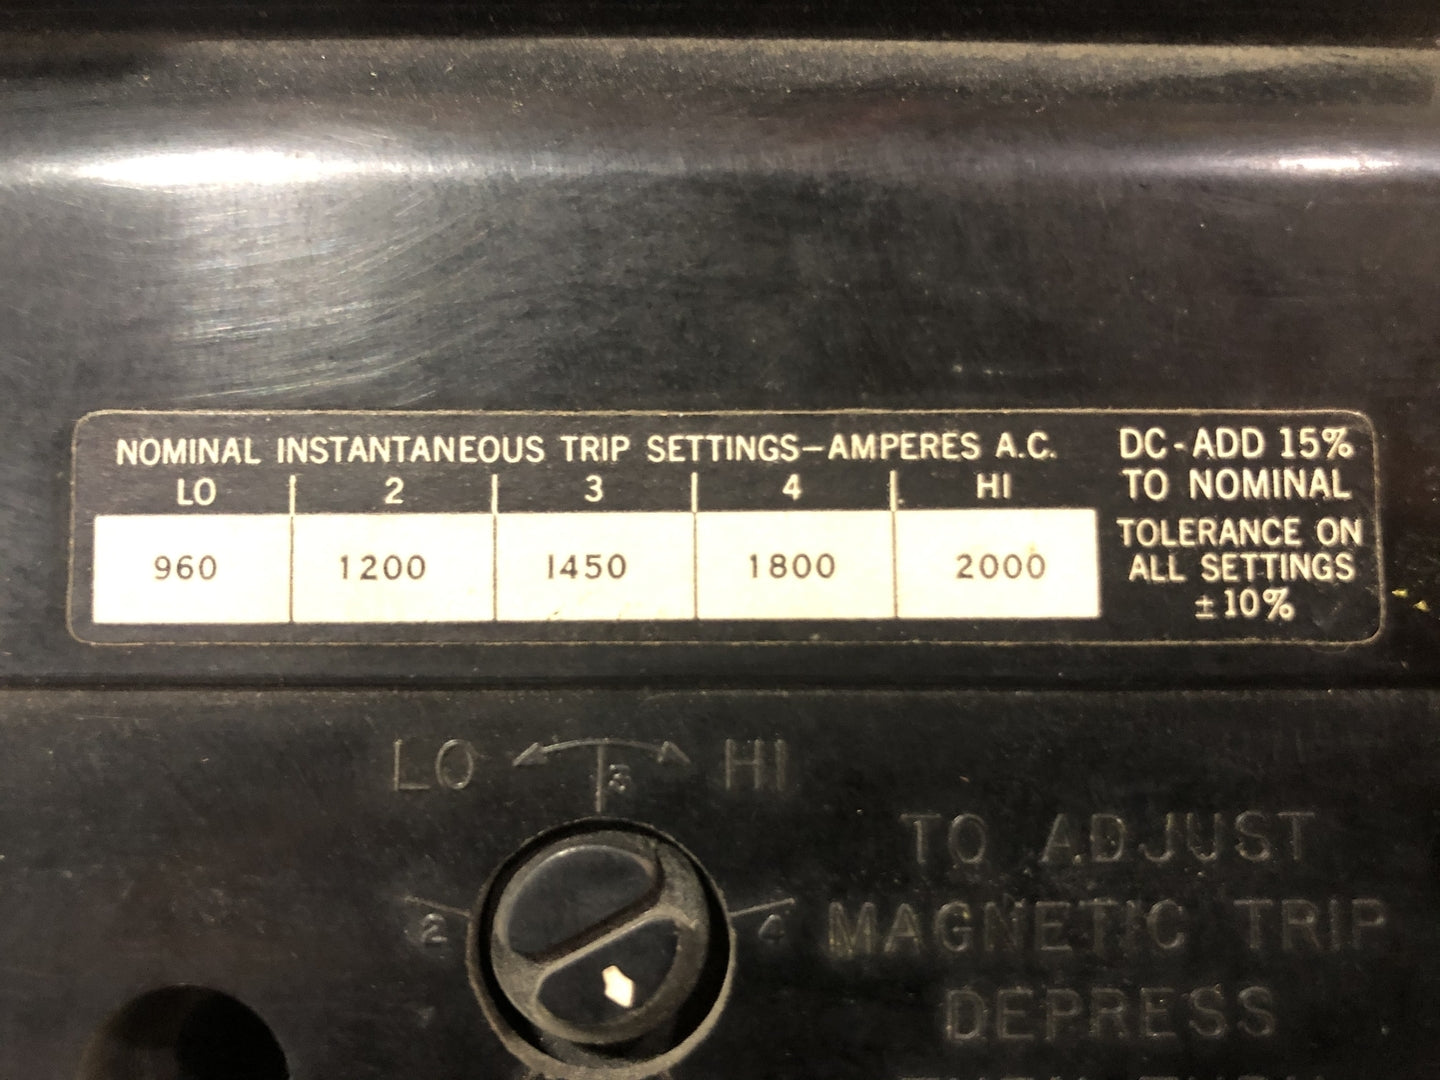 NOMINAL INSTANTANEOUS TRIP SETTINGS–AMPERES A.C.
LO 2 3 4 HI
960 1200 1450 1800 2000
DC-ADD 15%
TO NOMINAL
TOLERANCE ON
ALL SETTINGS
± 10%
LO HI
3
2 4
TO ADJUST
MAGNETIC TRIP
DEPRESS